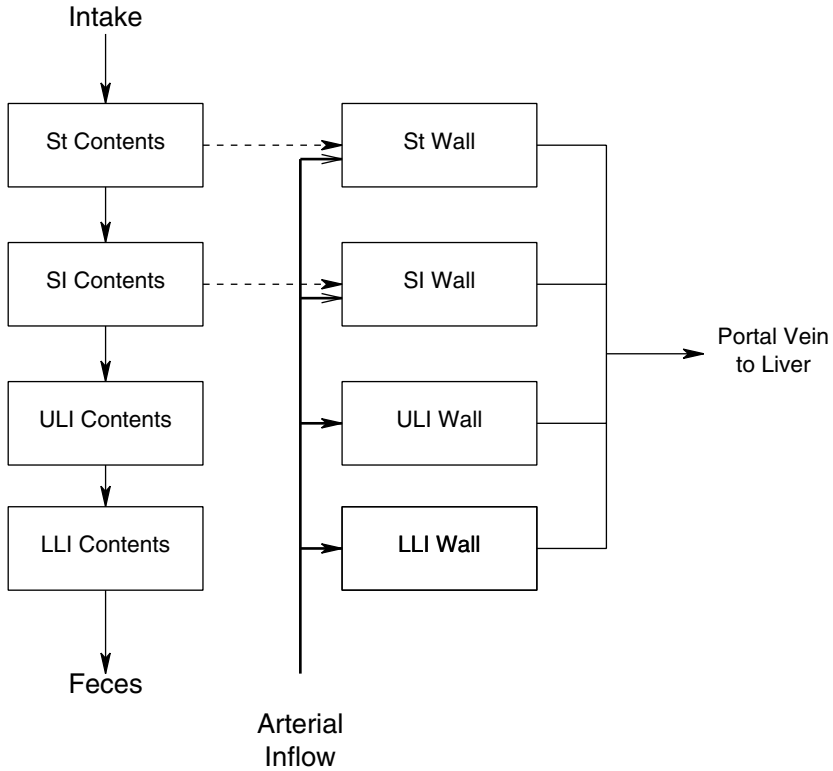 Intake
St Contents
St Wall
SI Contents
SI Wall
Portal Vein
to Liver
ULI Contents
ULI Wall
LLI Contents
LLI Wall
Feces
Arterial
Inflow